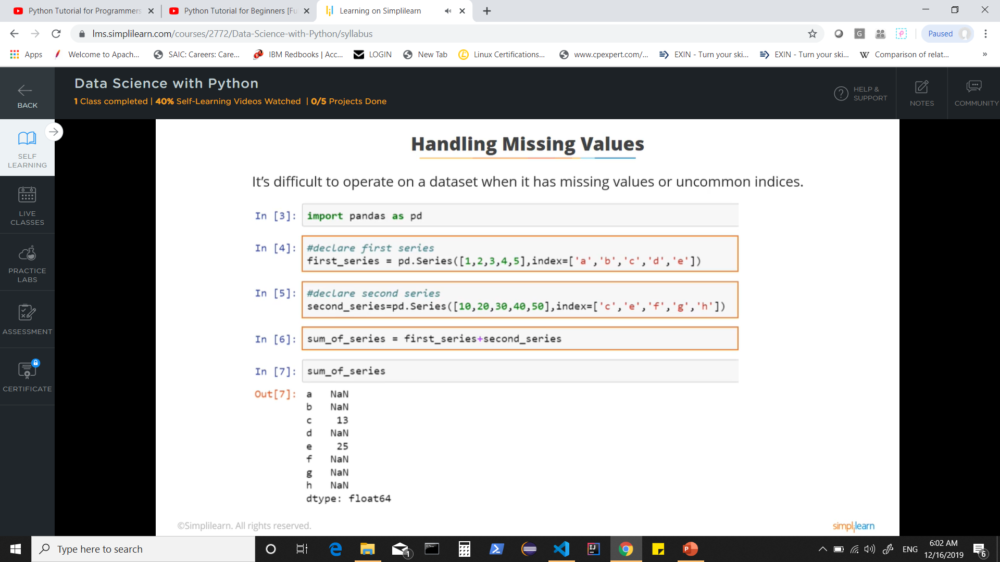 Python Tutorial for Programmers
Python Tutorial for Beginners [Fu
Learning on Simplilearn
lms.simplilearn.com/courses/2772/Data-Science-with-Python/syllabus
G
Paused
Apps
Welcome to Apach...
SAIC: Careers: Care...
IBM Redbooks | Acc...
LOGIN
New Tab
Linux Certifications...
www.cpexpert.com/...
EXIN - Turn your ski...
EXIN - Turn your ski...
W
Comparison of relat...
»
BACK
Data Science with Python
1 Class completed | 40% Self-Learning Videos Watched | 0/5 Projects Done
HELP &
SUPPORT
NOTES
COMMUNITY
SELF
LEARNING
LIVE
CLASSES
PRACTICE
LABS
ASSESSMENT
CERTIFICATE
Handling Missing Values
It's difficult to operate on a dataset when it has missing values or uncommon indices.
In [3]: import pandas as pd
In [4]: #declare first series
first_series = pd.Series([1,2,3,4,5],index=['a','b','c','d','e'])
In [5]: #declare second series
second_series=pd.Series([10,20,30,40,50],index=['c','e','f','g','h'])
In [6]: sum_of_series = first_series+second_series
In [7]: sum_of_series
Out[7]: a NaN
b NaN
c 13
d NaN
e 25
f NaN
g NaN
h NaN
dtype: float64
©Simplilearn. All rights reserved.
simplilearn
Type here to search
1
IJ
P
ENG
6:02 AM
12/16/2019
6